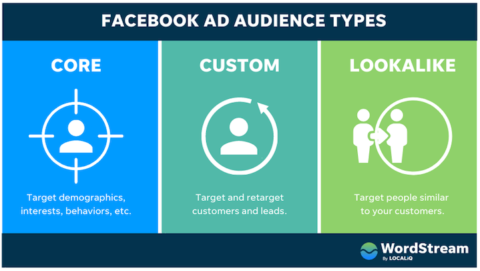 FACEBOOK AD AUDIENCE TYPES
CORE
Target demographics,
interests, behaviors, etc.
CUSTOM
Target and retarget
customers and leads.
LOOKALIKE
Target people similar
to your customers.
WordStream
By LOCALiQ